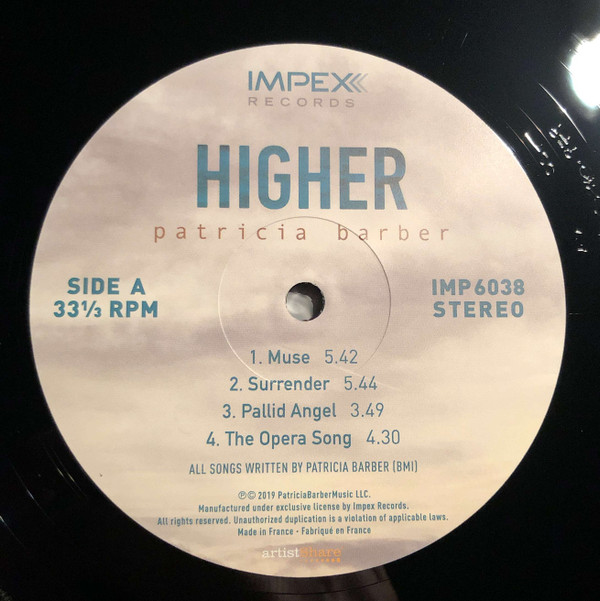 IMPEX
RECORDS
HIGHER
patricia barber
SIDE A
33⅓ RPM
IMP6038
STEREO
1. Muse 5.42
2. Surrender 5.44
3. Pallid Angel 3.49
4. The Opera Song 4.30
ALL SONGS WRITTEN BY PATRICIA BARBER (BMI)
℗© 2019 PatriciaBarberMusic LLC.
Manufactured under exclusive license by Impex Records.
All rights reserved. Unauthorized duplication is a violation of applicable laws.
Made in France - Fabriqué en France
artistShare